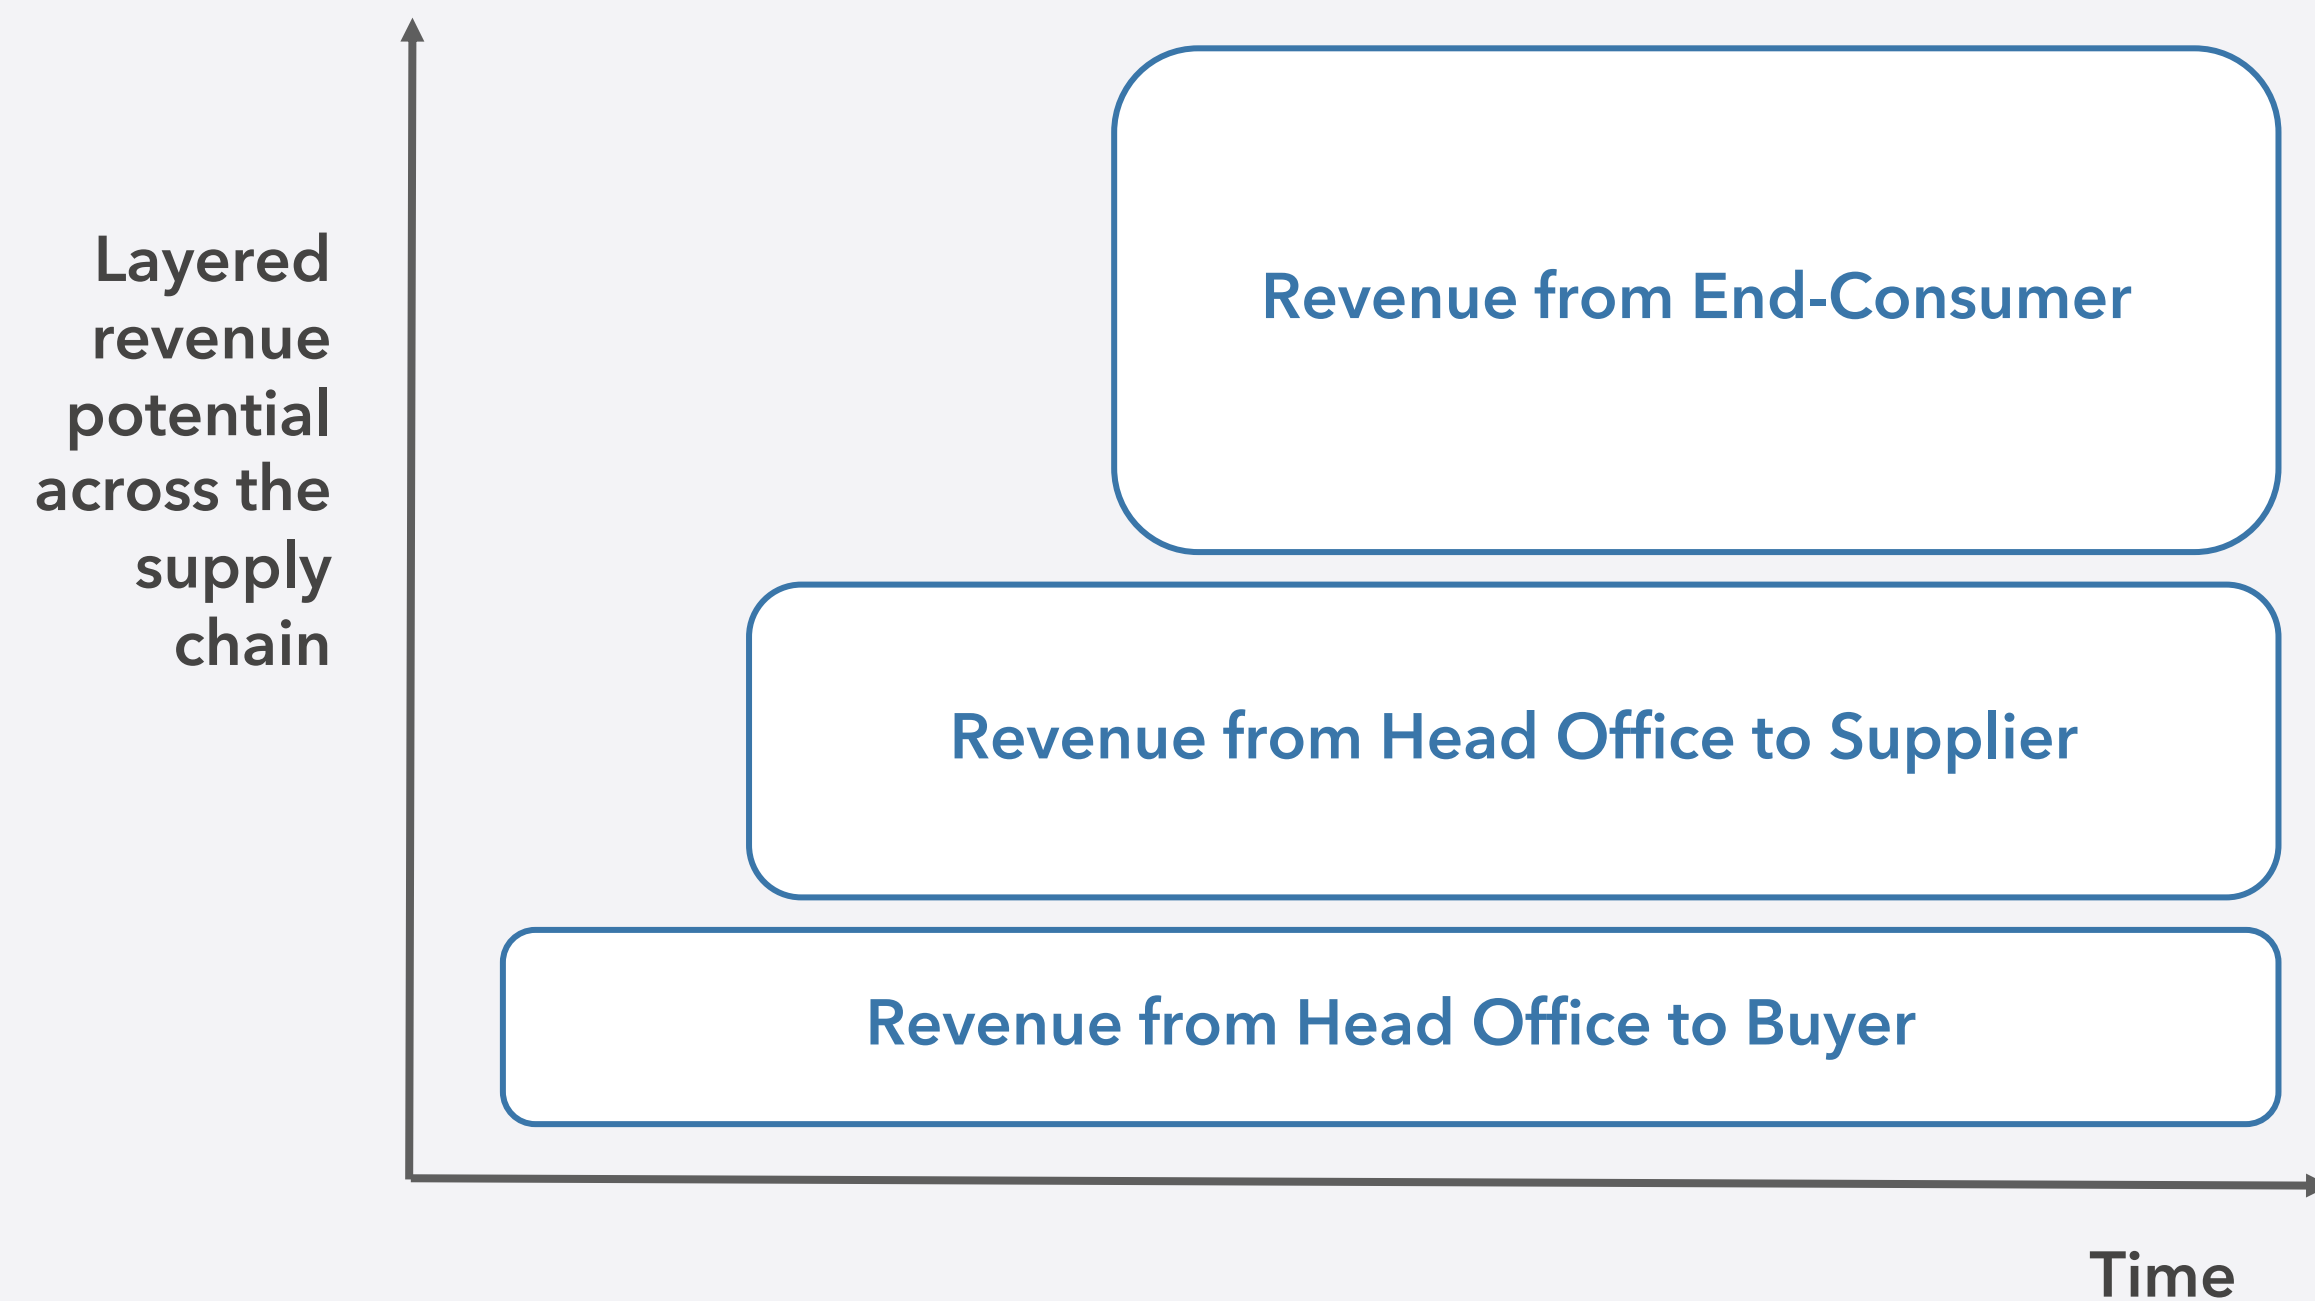 Layered
revenue
potential
across the
supply
chain
Revenue from End-Consumer
Revenue from Head Office to Supplier
Revenue from Head Office to Buyer
Time